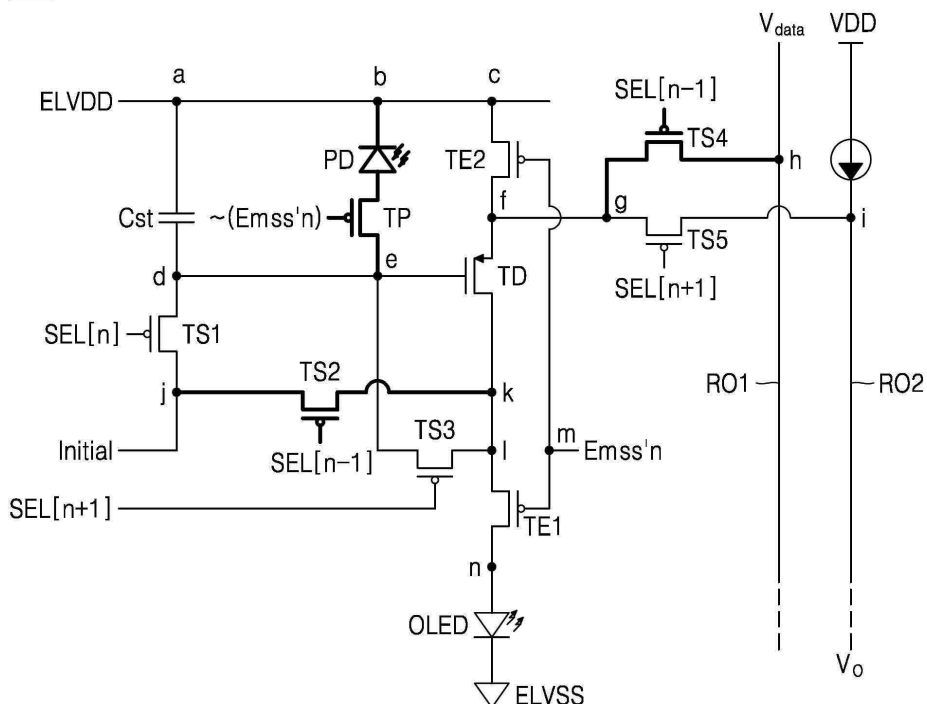 V_data VDD
a b c
ELVDD
SEL[n-1]
PD
TE2
TS4
h
Cst
~(Emss'n)
TP
f
g
i
TS5
d
e
TD
SEL[n+1]
SEL[n]
TS1
TS2
RO1
RO2
j
k
Initial
SEL[n-1]
TS3
l
m
Emss'n
SEL[n+1]
TE1
n
OLED
V_O
ELVSS